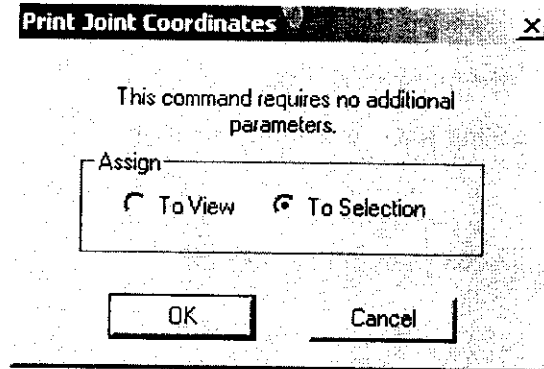 Print Joint Coordinates
This command requires no additional
parameters.
Assign
To View To Selection
OK Cancel